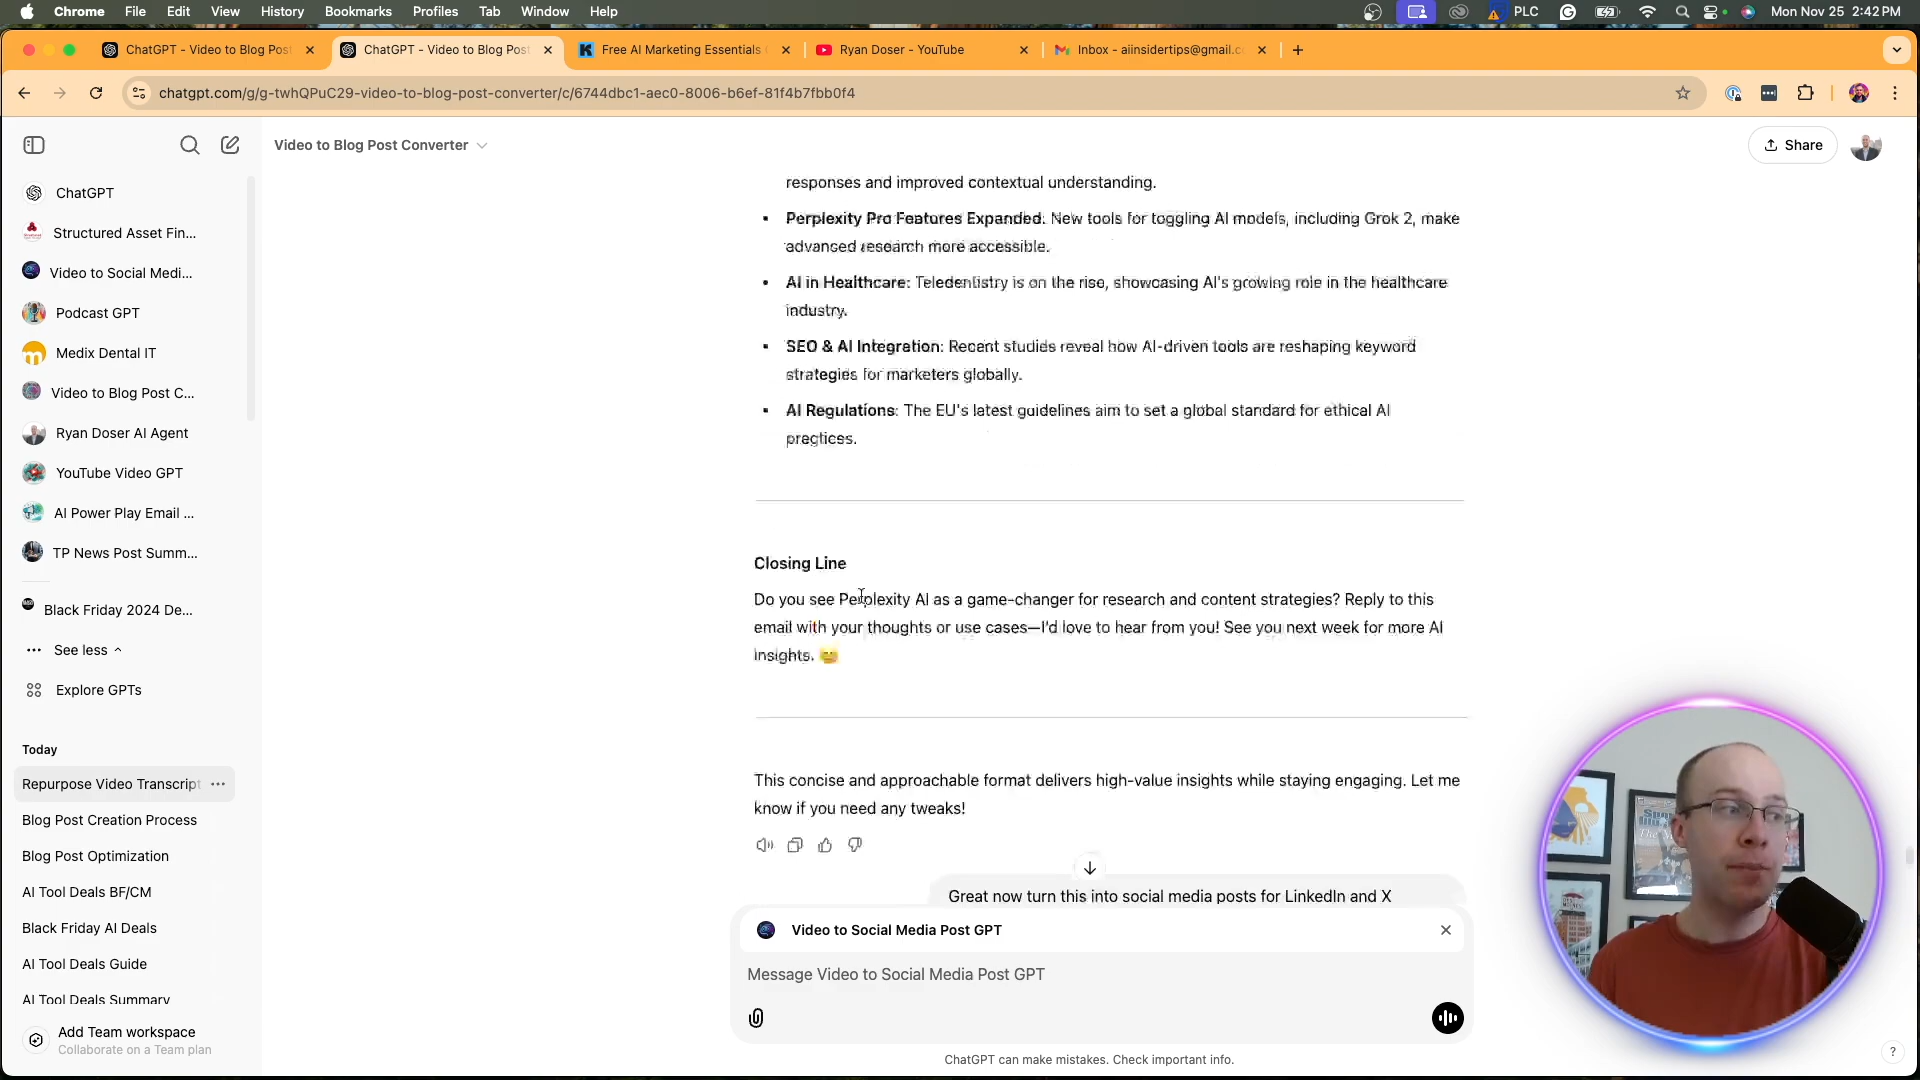 Chrome File Edit View History Bookmarks Profiles Tab Window Help PLC Mon Nov 25 2:42 PM
ChatGPT - Video to Blog Post ChatGPT - Video to Blog Post Free AI Marketing Essentials Ryan Doser - YouTube Inbox - aiinsidertips@gmail.c
chatgpt.com/g/g-twhQPuC29-video-to-blog-post-converter/c/6744dbc1-aec0-8006-b6ef-81f4b7fbb0f4
Video to Blog Post Converter
Share
ChatGPT
Structured Asset Fin...
Video to Social Medi...
Podcast GPT
Medix Dental IT
Video to Blog Post C...
Ryan Doser AI Agent
YouTube Video GPT
AI Power Play Email ...
TP News Post Summ...
Black Friday 2024 De...
See less
Explore GPTs
Today
Repurpose Video Transcript
Blog Post Creation Process
Blog Post Optimization
AI Tool Deals BF/CM
Black Friday AI Deals
AI Tool Deals Guide
AI Tool Deals Summary
Add Team workspace
Collaborate on a Team plan
responses and improved contextual understanding.
Perplexity Pro Features Expanded: New tools for toggling AI models, including Grok 2, make
advanced research more accessible.
AI in Healthcare: Teledentistry is on the rise, showcasing AI's growing role in the healthcare
industry.
SEO & AI Integration: Recent studies reveal how AI-driven tools are reshaping keyword
strategies for marketers globally.
AI Regulations: The EU's latest guidelines aim to set a global standard for ethical AI
practices.
Closing Line
Do you see Perplexity AI as a game-changer for research and content strategies? Reply to this
email with your thoughts or use cases—I'd love to hear from you! See you next week for more AI
insights. 😊
This concise and approachable format delivers high-value insights while staying engaging. Let me
know if you need any tweaks!
Great now turn this into social media posts for LinkedIn and X
Video to Social Media Post GPT
Message Video to Social Media Post GPT
ChatGPT can make mistakes. Check important info.
?